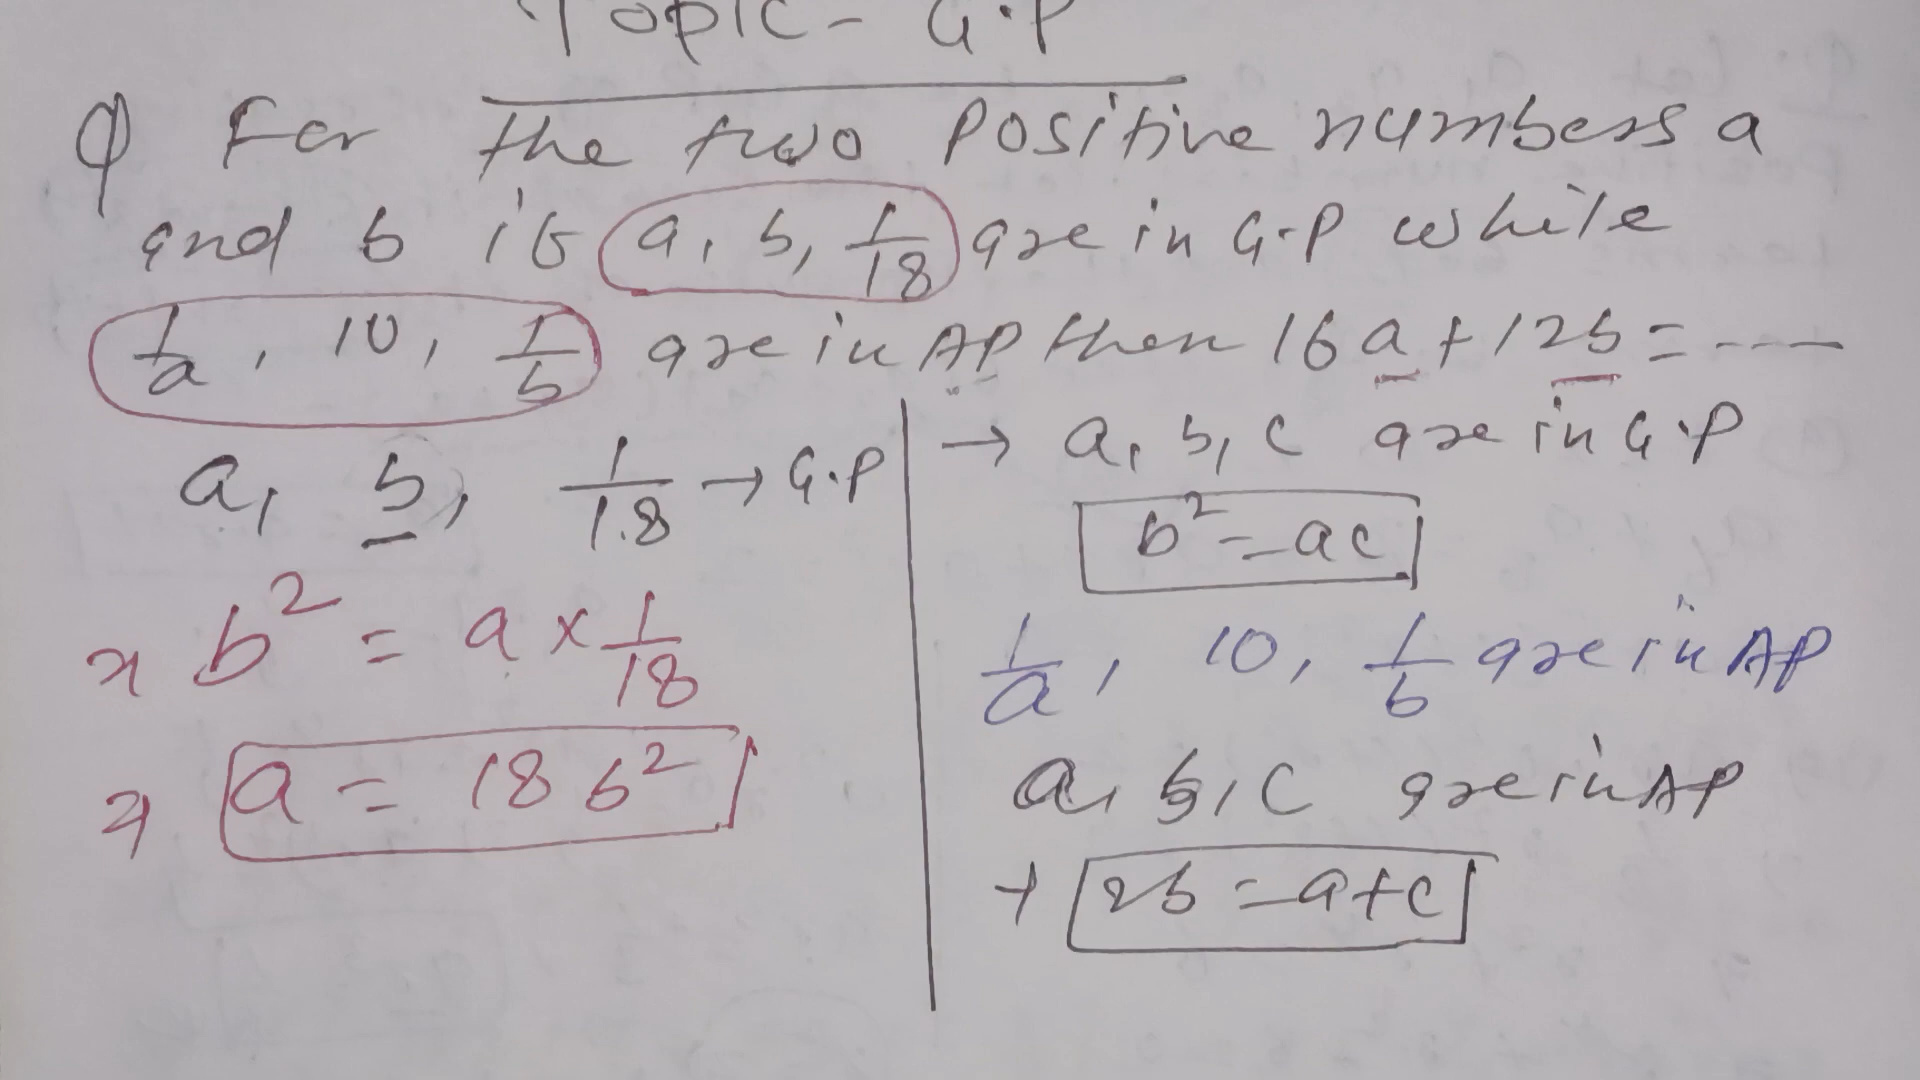 Topic - G.P
Q For the two positive numbers a
and b if a, b, 1/18 are in G.P while
1/a, 10, 1/b are in AP then 16a+12b = ----
a, b, 1/18 → G.P
⇒ b² = a × 1/18
⇒ a = 18b²
→ a, b, c are in G.P
b² = ac
1/a, 10, 1/b are in AP
a, b, c are in AP
→ 2b = a+c